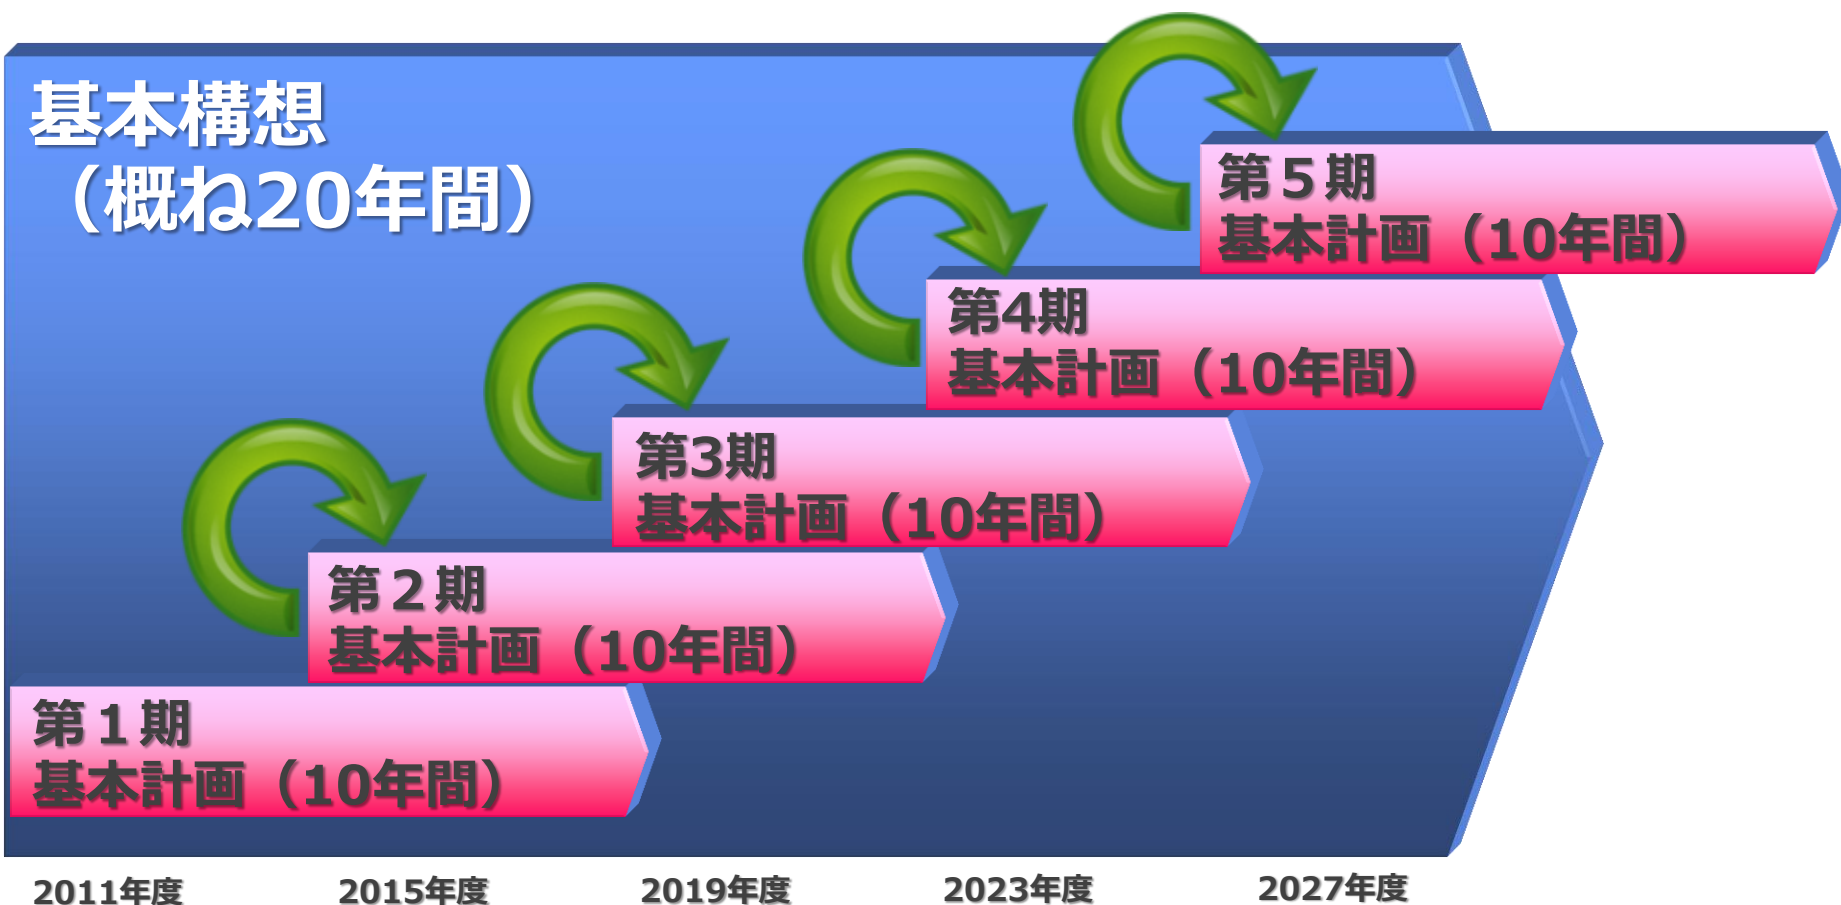 基本構想
（概ね20年間）
第５期
基本計画（10年間）
第4期
基本計画（10年間）
第3期
基本計画（10年間）
第２期
基本計画（10年間）
第１期
基本計画（10年間）
2011年度
2015年度
2019年度
2023年度
2027年度